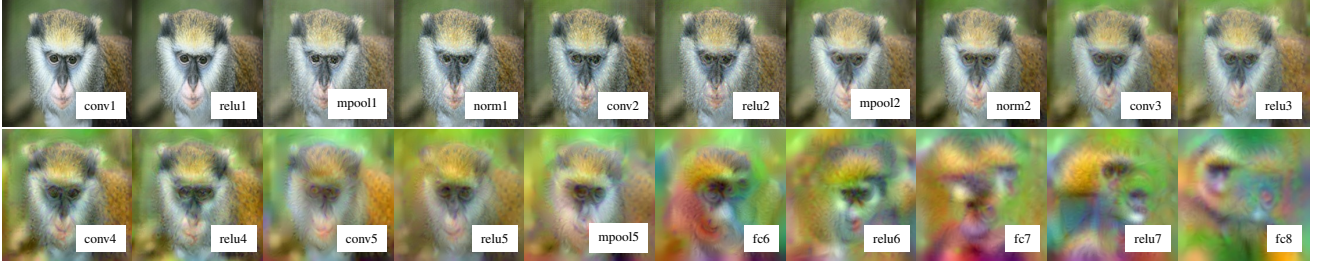 conv1 relu1 mpool1 norm1 conv2 relu2 mpool2 norm2 conv3 relu3
conv4 relu4 conv5 relu5 mpool5 fc6 relu6 fc7 relu7 fc8